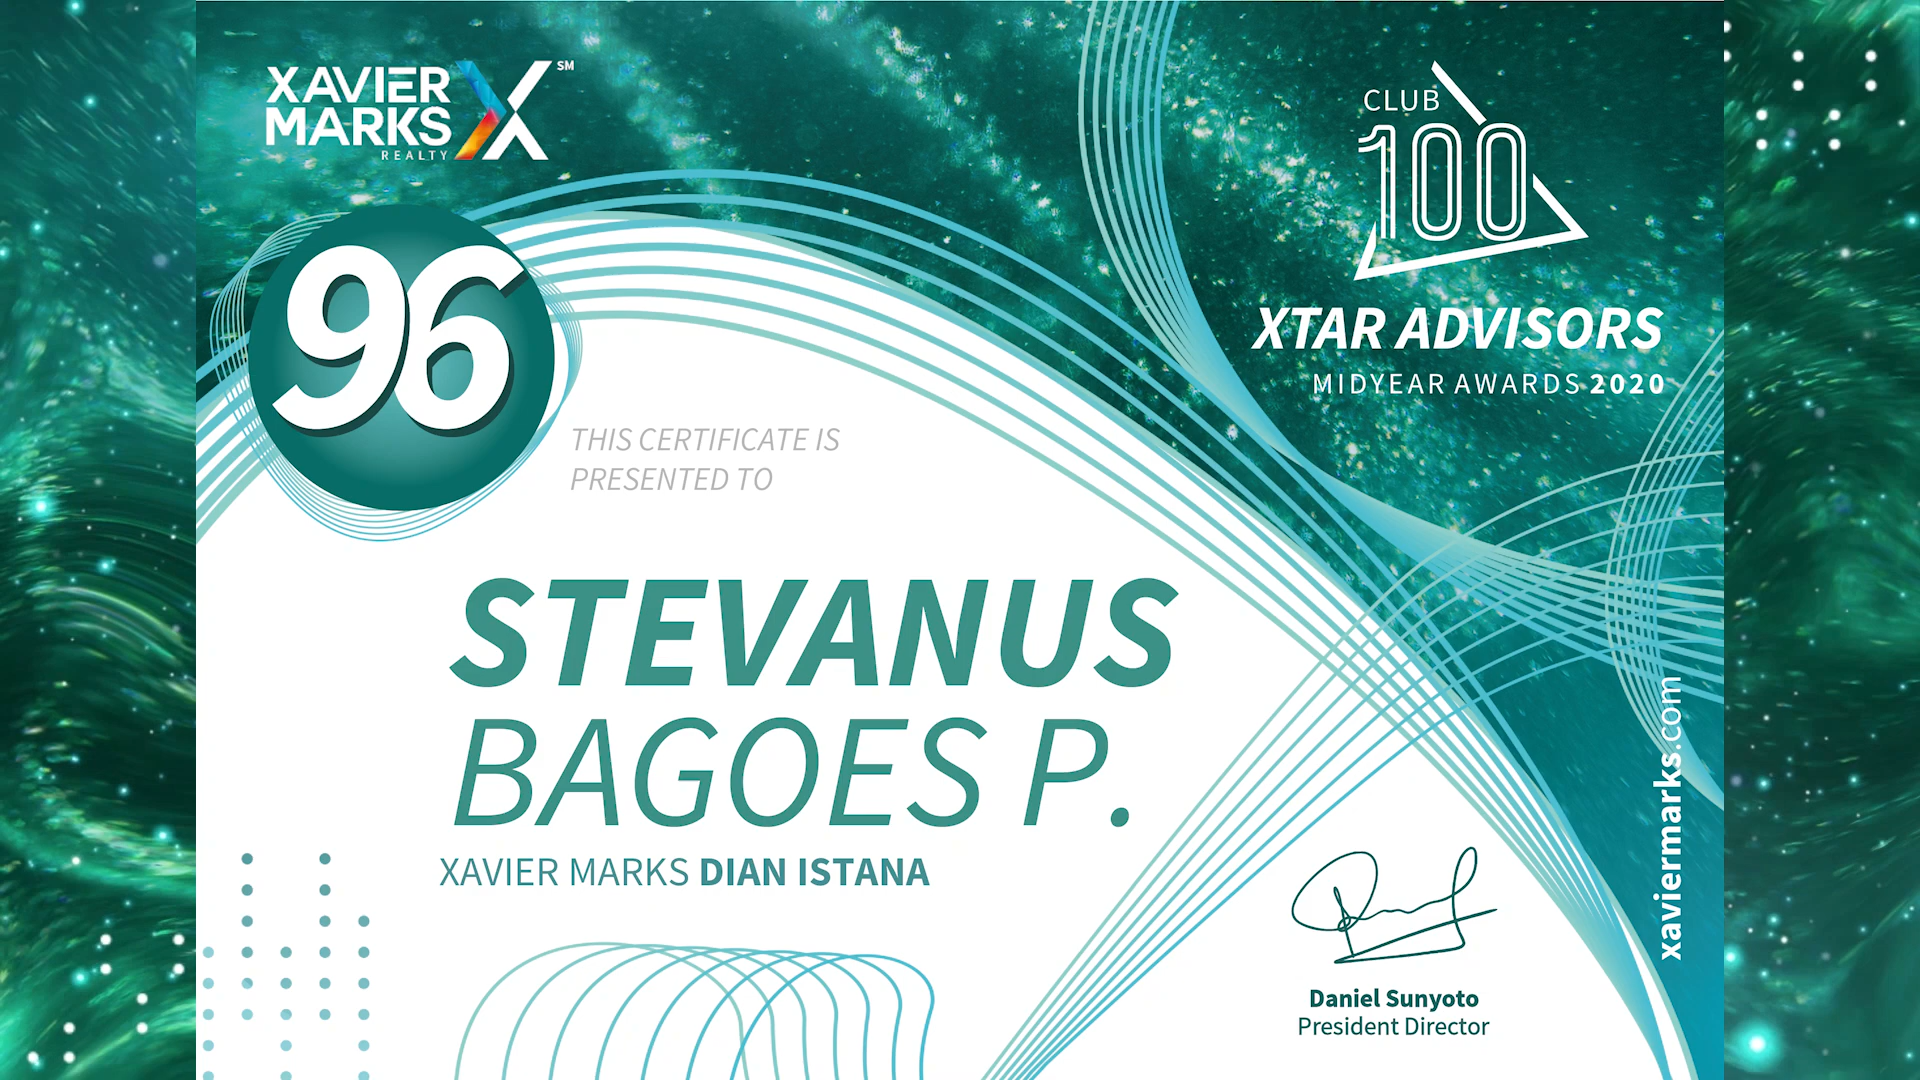 XAVIER
MARKS
REALTY
X
SM
CLUB
100
XTAR ADVISORS
MIDYEAR AWARDS 2020
96
THIS CERTIFICATE IS
PRESENTED TO
STEVANUS
BAGOES P.
XAVIER MARKS DIAN ISTANA
xaviermarks.com
Daniel Sunyoto
President Director